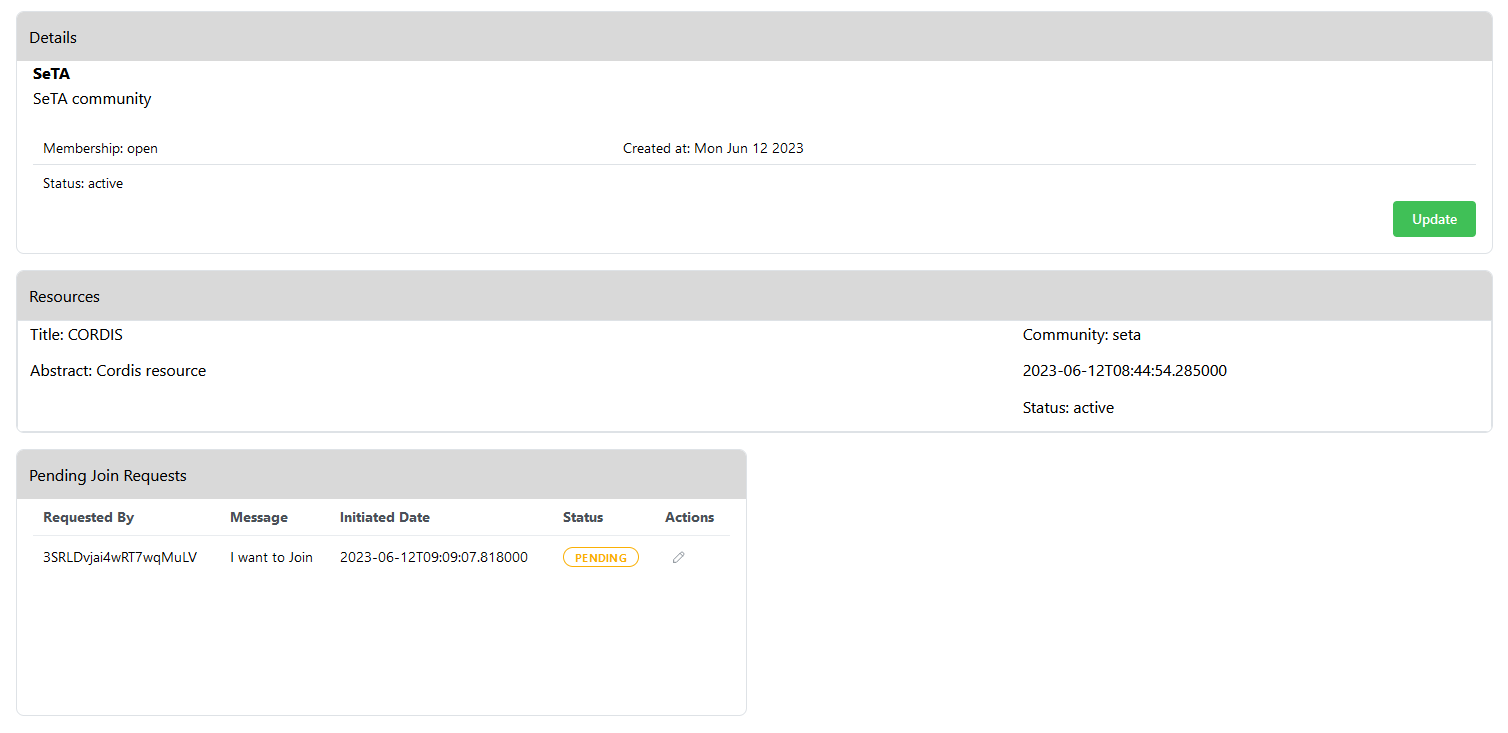 Details
SeTA
SeTA community
Membership: open Created at: Mon Jun 12 2023
Status: active
Update
Resources
Title: CORDIS Community: seta
Abstract: Cordis resource 2023-06-12T08:44:54.285000
Status: active
Pending Join Requests
Requested By Message Initiated Date Status Actions
3SRLDvjai4wRT7wqMuLV I want to Join 2023-06-12T09:09:07.818000 PENDING